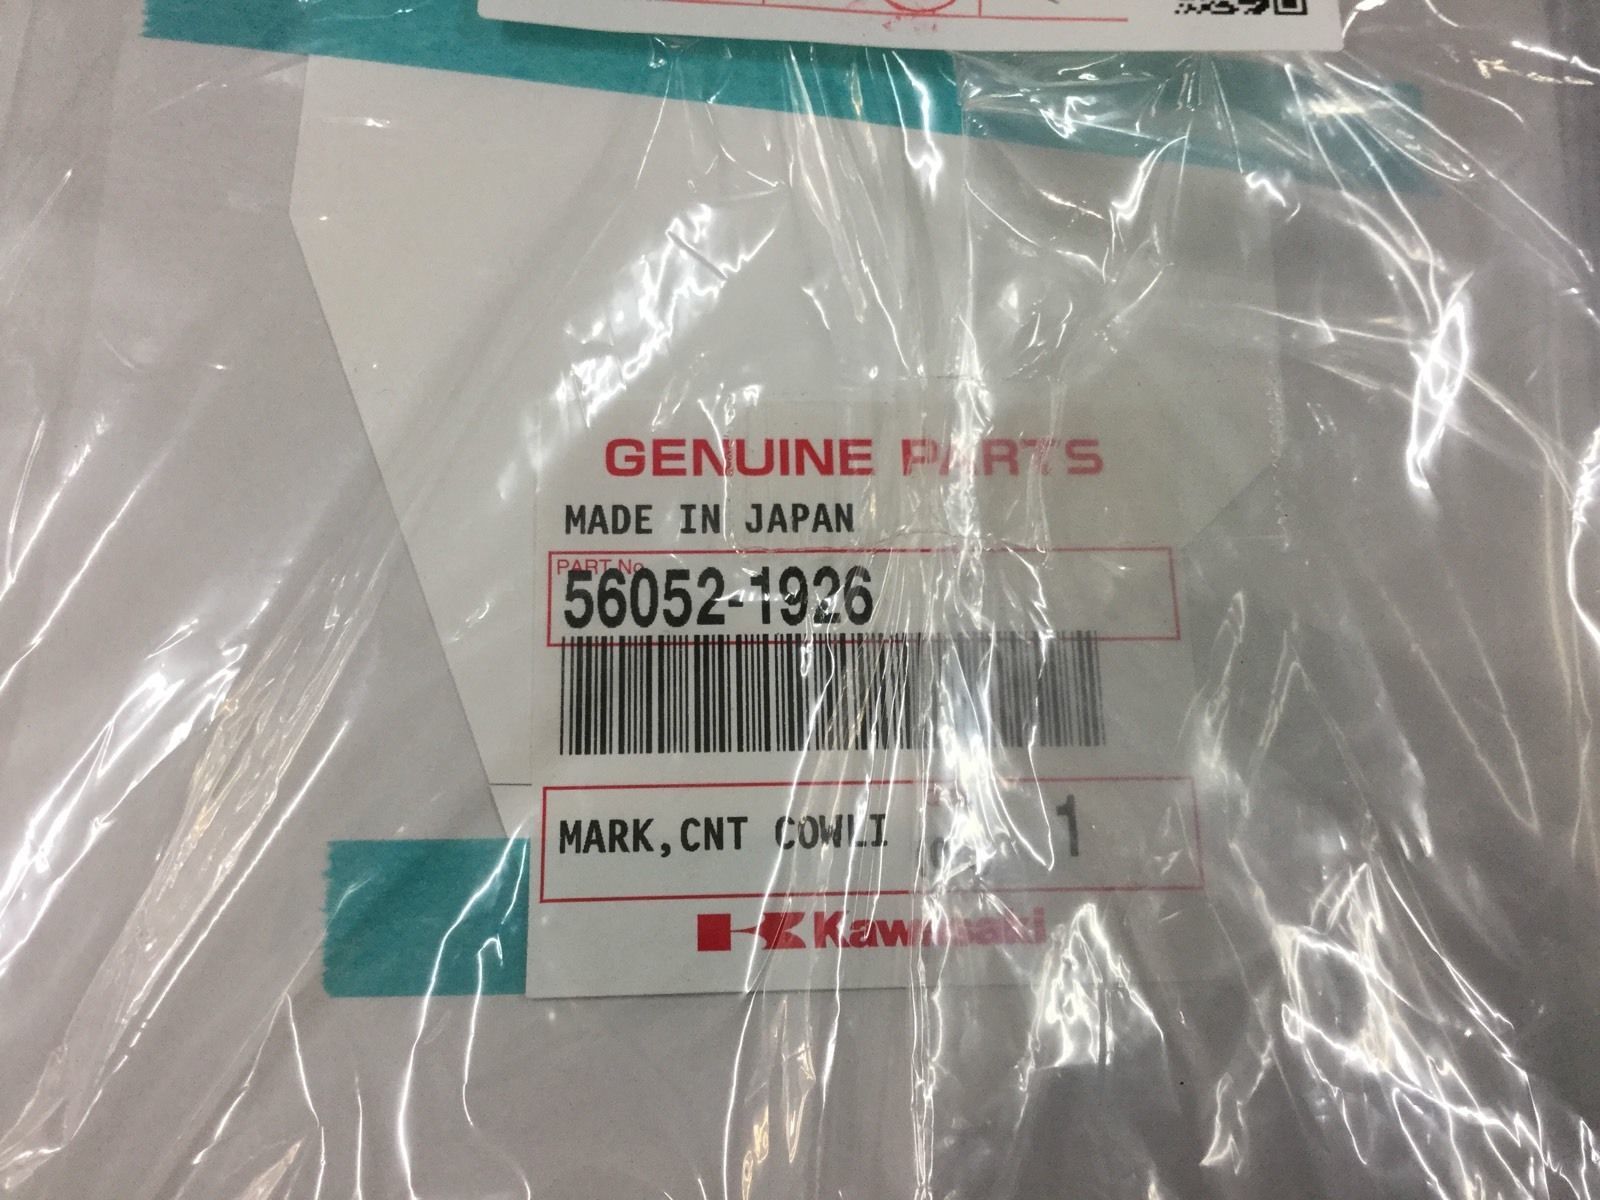 GENUINE PARTS
MADE IN JAPAN
PART No.
56052-1926
MARK,CNT COWLI
1
Kawasaki